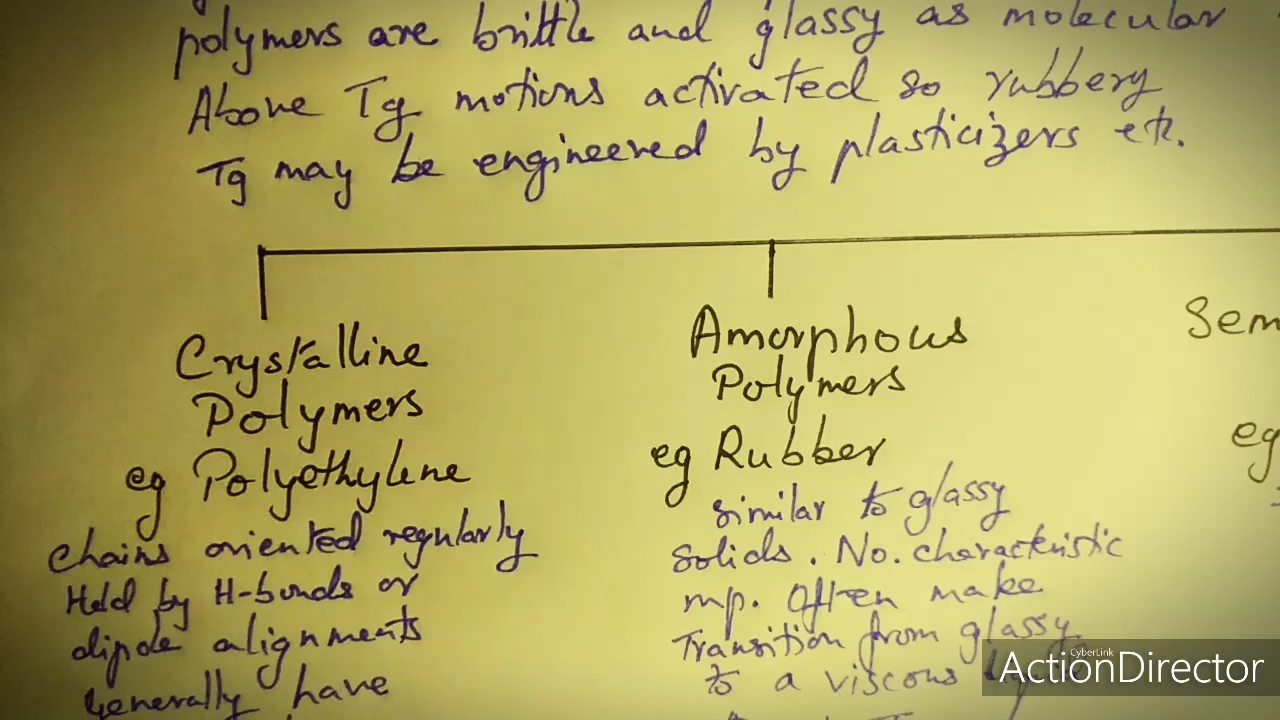 polymers are brittle and glassy as molecular
Above Tg motions activated so rubbery
Tg may be engineered by plasticizers etc.
Crystalline
Polymers
eg Polyethylene
Chains oriented regularly
Held by H-bonds or
dipole alignments
Generally have
Amorphous
Polymers
eg Rubber
similar to glassy
solids. No. characteristic
mp. Often make
Transition from glassy
to a viscous
Sem
eg
CyberLink
ActionDirector